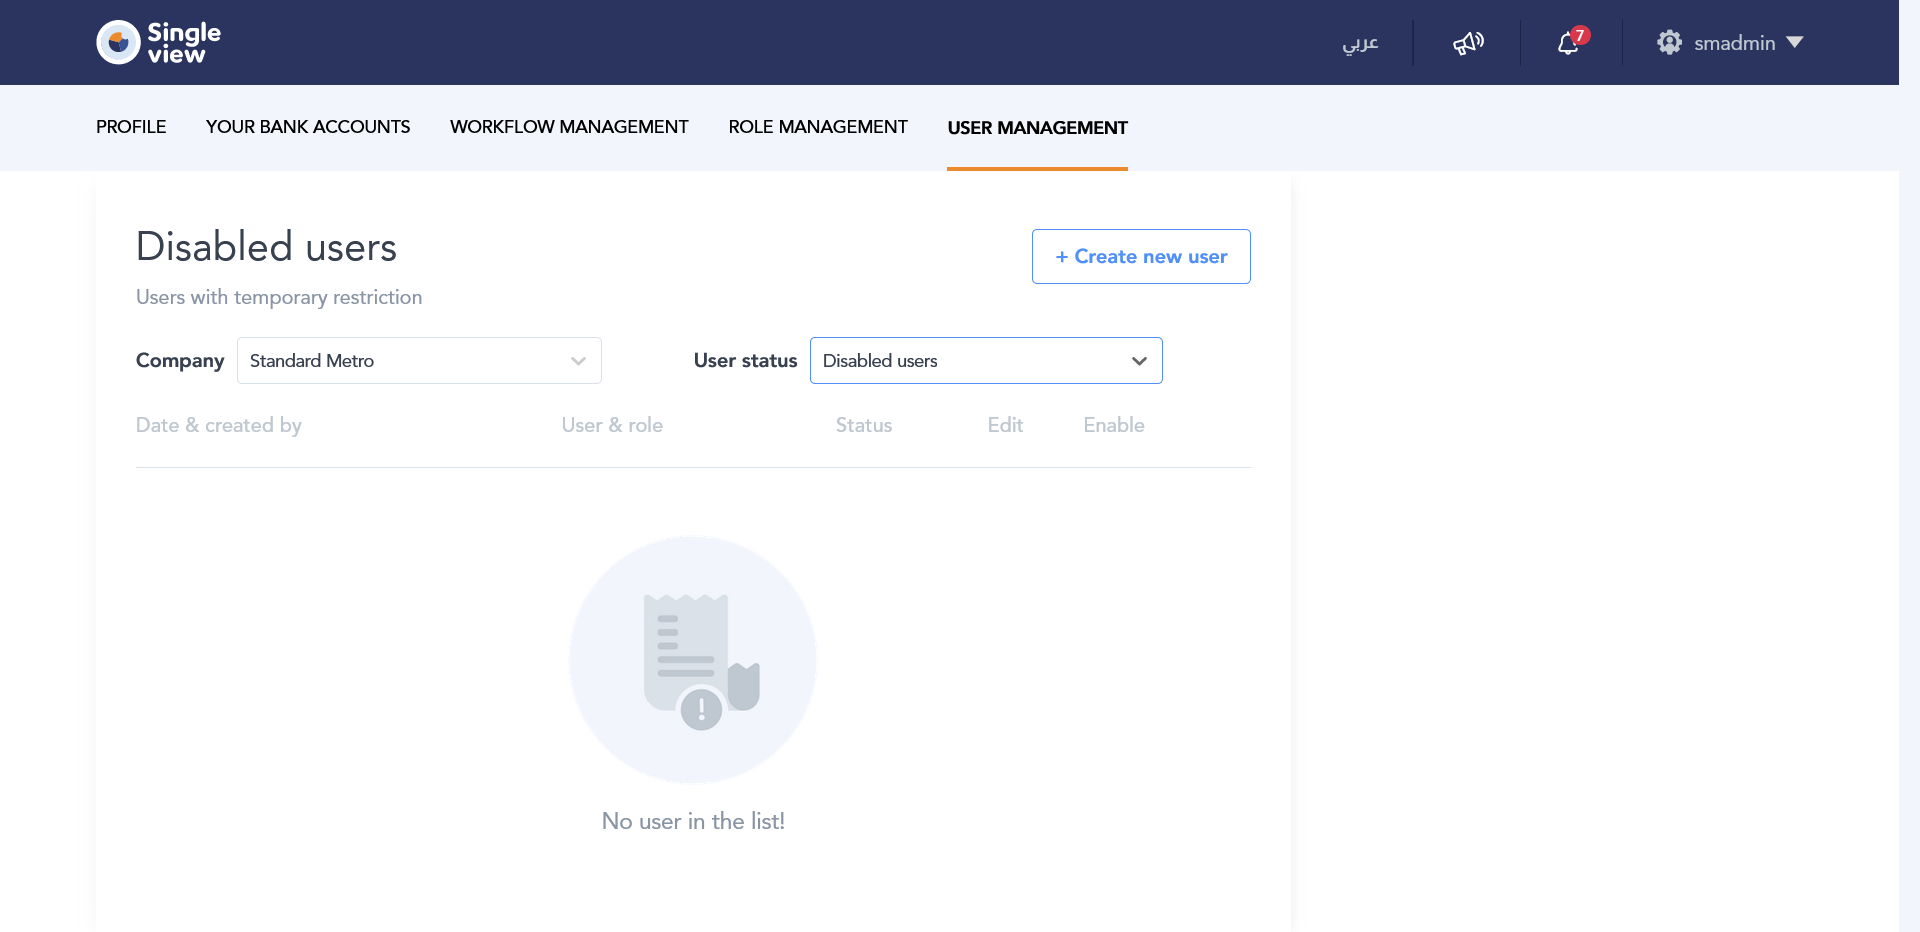 Single
view
عربي
7
smadmin
PROFILE
YOUR BANK ACCOUNTS
WORKFLOW MANAGEMENT
ROLE MANAGEMENT
USER MANAGEMENT
Disabled users
+ Create new user
Users with temporary restriction
Company
Standard Metro
User status
Disabled users
Date & created by
User & role
Status
Edit
Enable
No user in the list!